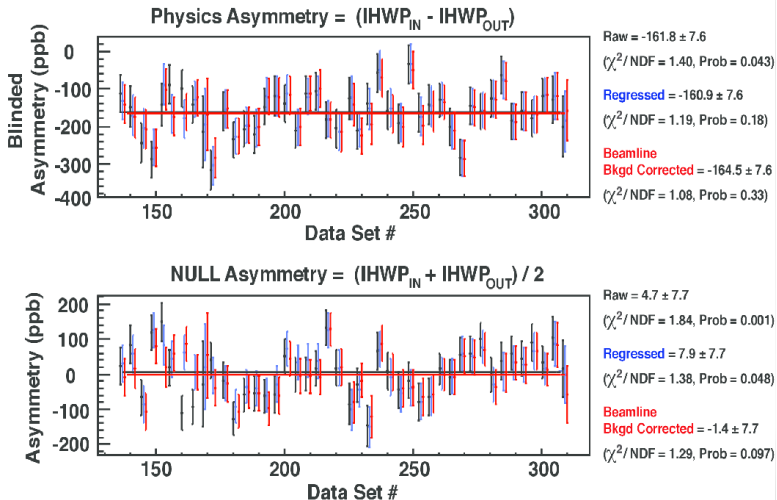 Physics Asymmetry = (IHWP_IN - IHWP_OUT)
Blinded
Asymmetry (ppb)
0
-100
-200
-300
-400
150
200
250
300
Data Set #
Raw = -161.8 ± 7.6
(χ²/ NDF = 1.40, Prob = 0.043)
Regressed = -160.9 ± 7.6
(χ²/ NDF = 1.19, Prob = 0.18)
Beamline
Bkgd Corrected = -164.5 ± 7.6
(χ²/ NDF = 1.08, Prob = 0.33)
NULL Asymmetry = (IHWP_IN + IHWP_OUT) / 2
Asymmetry (ppb)
200
100
0
-100
-200
150
200
250
300
Data Set #
Raw = 4.7 ± 7.7
(χ²/ NDF = 1.84, Prob = 0.001)
Regressed = 7.9 ± 7.7
(χ²/ NDF = 1.38, Prob = 0.048)
Beamline
Bkgd Corrected = -1.4 ± 7.7
(χ²/ NDF = 1.29, Prob = 0.097)